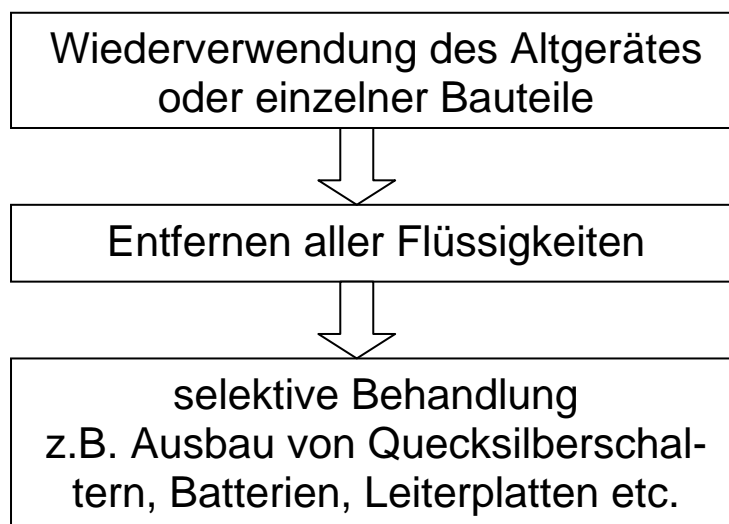 Wiederverwendung des Altgerätes
oder einzelner Bauteile
Entfernen aller Flüssigkeiten
selektive Behandlung
z.B. Ausbau von Quecksilberschal-
tern, Batterien, Leiterplatten etc.